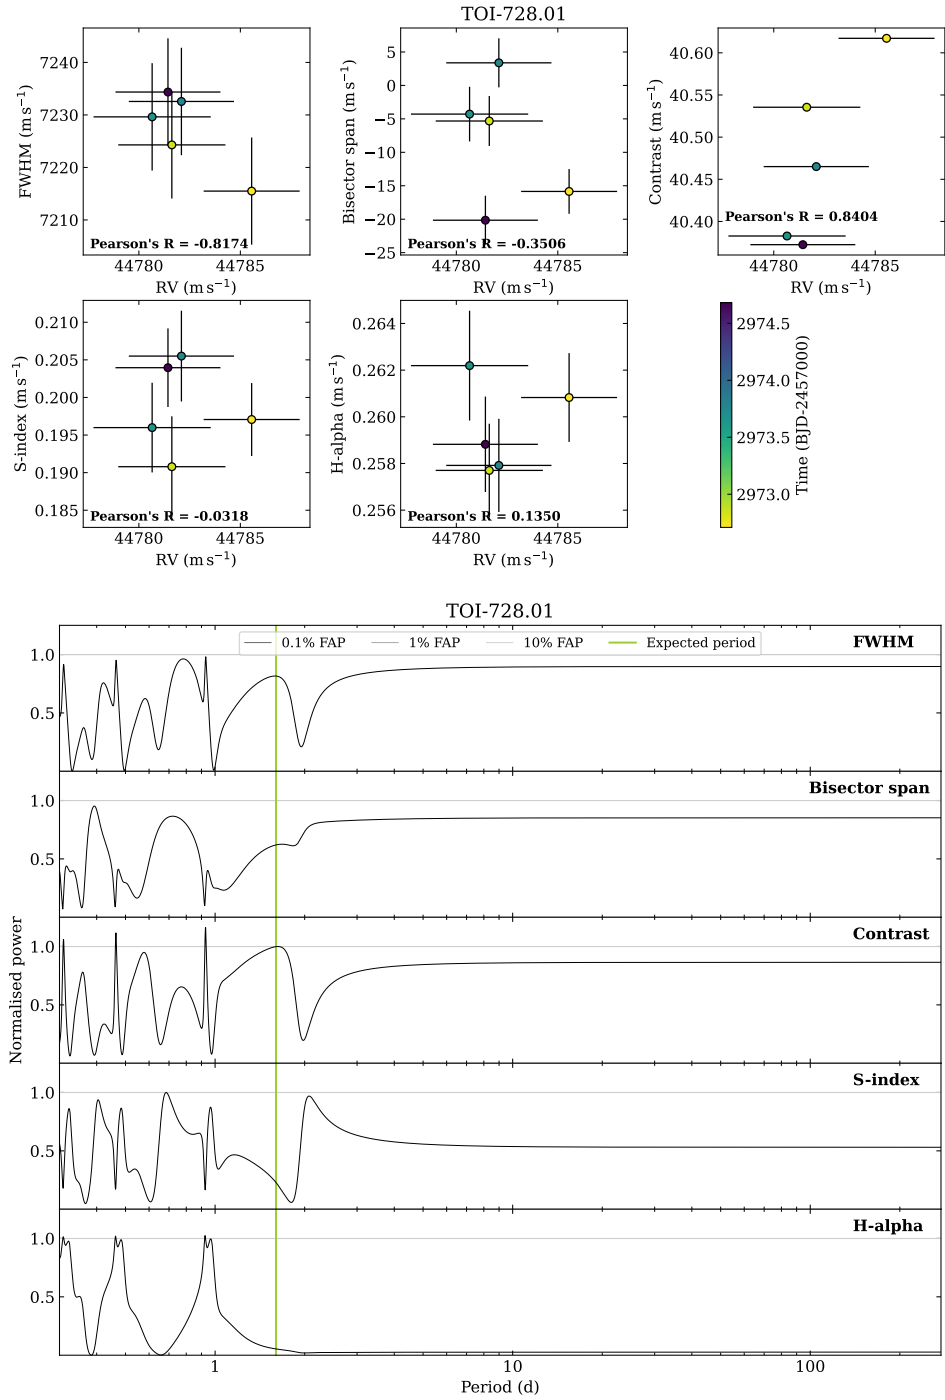 TOI-728.01
7240
7230
7220
7210
FWHM (m s⁻¹)
Pearson's R = -0.8174
44780 44785
RV (m s⁻¹)
5
0
−5
−10
−15
−20
−25
Bisector span (m s⁻¹)
Pearson's R = -0.3506
44780 44785
RV (m s⁻¹)
40.60
40.55
40.50
40.45
40.40
Contrast (m s⁻¹)
Pearson's R = 0.8404
44780 44785
RV (m s⁻¹)
0.210
0.205
0.200
0.195
0.190
0.185
S-index (m s⁻¹)
Pearson's R = -0.0318
44780 44785
RV (m s⁻¹)
0.264
0.262
0.260
0.258
0.256
H-alpha (m s⁻¹)
Pearson's R = 0.1350
44780 44785
RV (m s⁻¹)
2974.5
2974.0
2973.5
2973.0
Time (BJD-2457000)
TOI-728.01
0.1% FAP 1% FAP 10% FAP Expected period
FWHM
1.0
0.5
Bisector span
1.0
0.5
Contrast
1.0
0.5
S-index
1.0
0.5
H-alpha
1.0
0.5
Normalised power
1 10 100
Period (d)